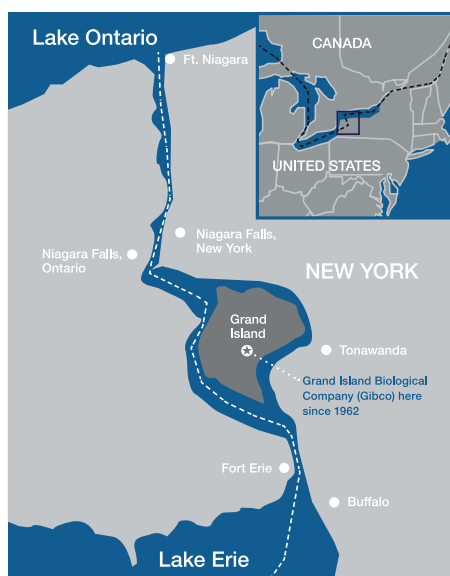 Lake Ontario
Ft. Niagara
CANADA
UNITED STATES
Niagara Falls,
New York
Niagara Falls,
Ontario
NEW YORK
Grand
Island
Tonawanda
Grand Island Biological
Company (Gibco) here
since 1962
Fort Erie
Buffalo
Lake Erie